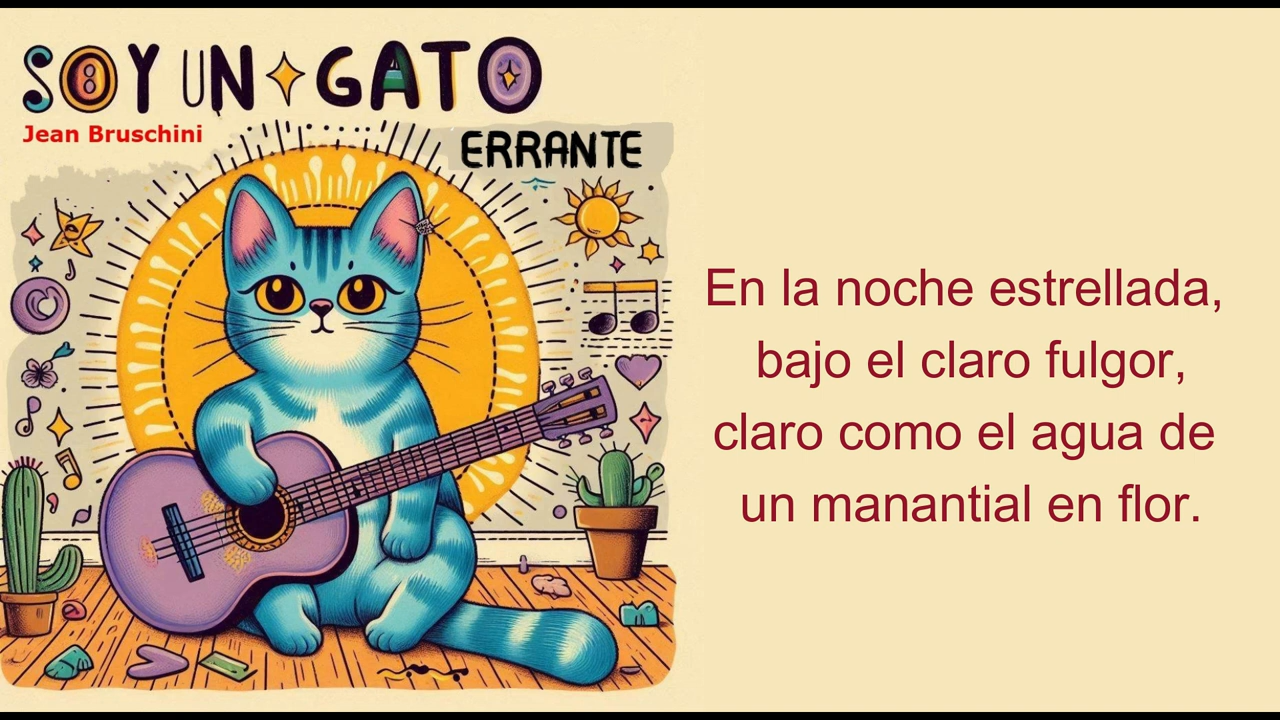 SOY UN GATO
Jean Bruschini
ERRANTE
En la noche estrellada,
bajo el claro fulgor,
claro como el agua de
un manantial en flor.